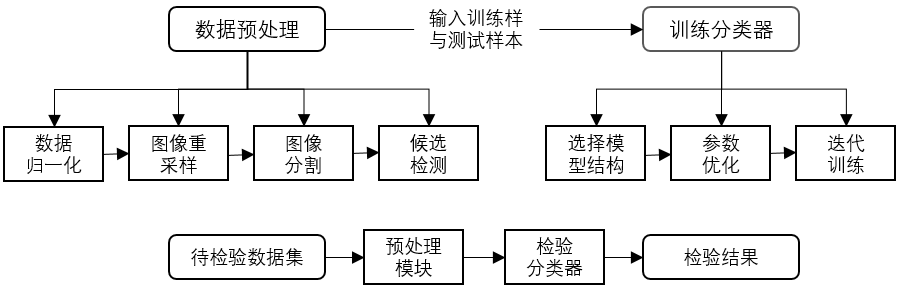 数据预处理
输入训练样
与测试样本
训练分类器
数据
归一化
图像重
采样
图像
分割
候选
检测
选择模
型结构
参数
优化
迭代
训练
待检验数据集
预处理
模块
检验
分类器
检验结果